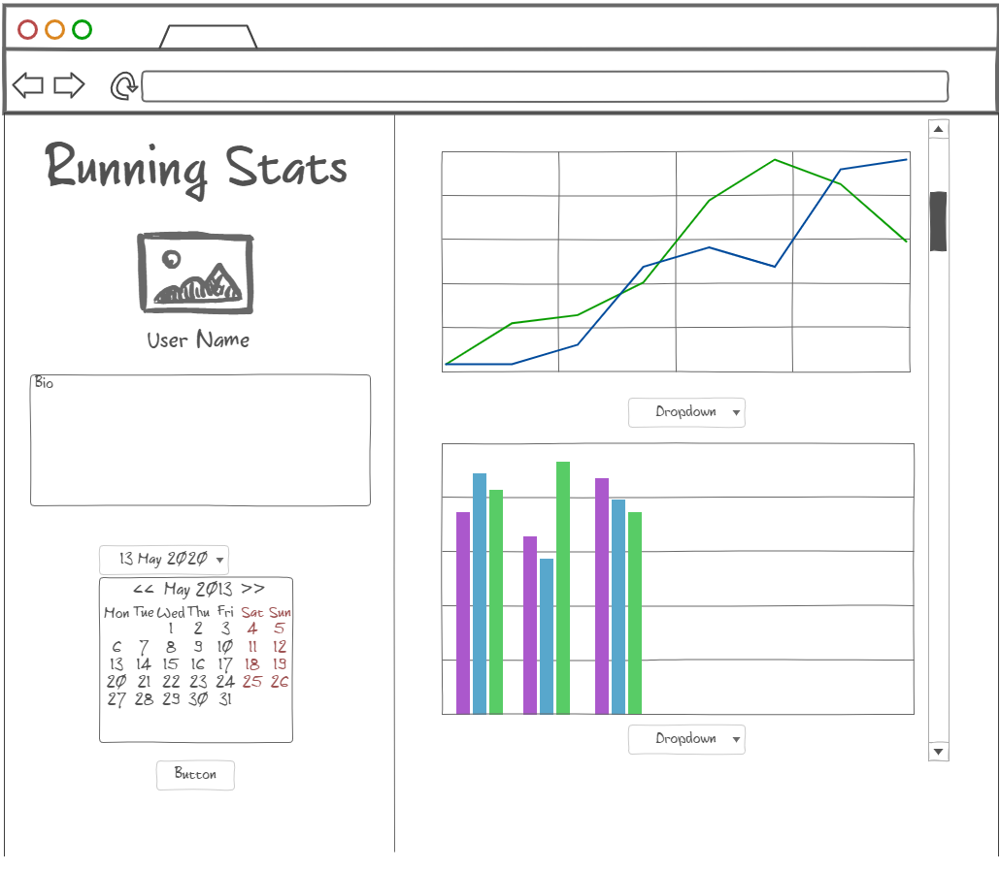 Running Stats
User Name
Bio
13 May 2020
<< May 2013 >>
Mon Tue Wed Thu Fri Sat Sun
1 2 3 4 5
6 7 8 9 10 11 12
13 14 15 16 17 18 19
20 21 22 23 24 25 26
27 28 29 30 31
Button
Dropdown
Dropdown